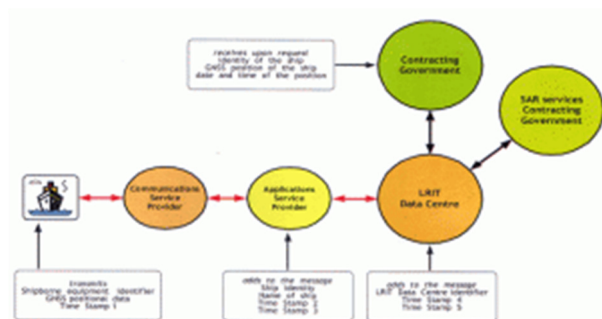 receives upon request
identity of the ship
GNSS position of the ship
date and time of the position
Contracting
Government
SAR services
Contracting
Government
Communications
Service
Provider
Applications
Service
Provider
LRIT
Data Centre
transmits
Shipborne equipment identifier
GNSS positional data
Time Stamp 1
adds to the message
Ship Identity
Name of ship
Time Stamp 2
Time Stamp 3
adds to the message
LRIT Data Centre Identifier
Time Stamp 4
Time Stamp 5